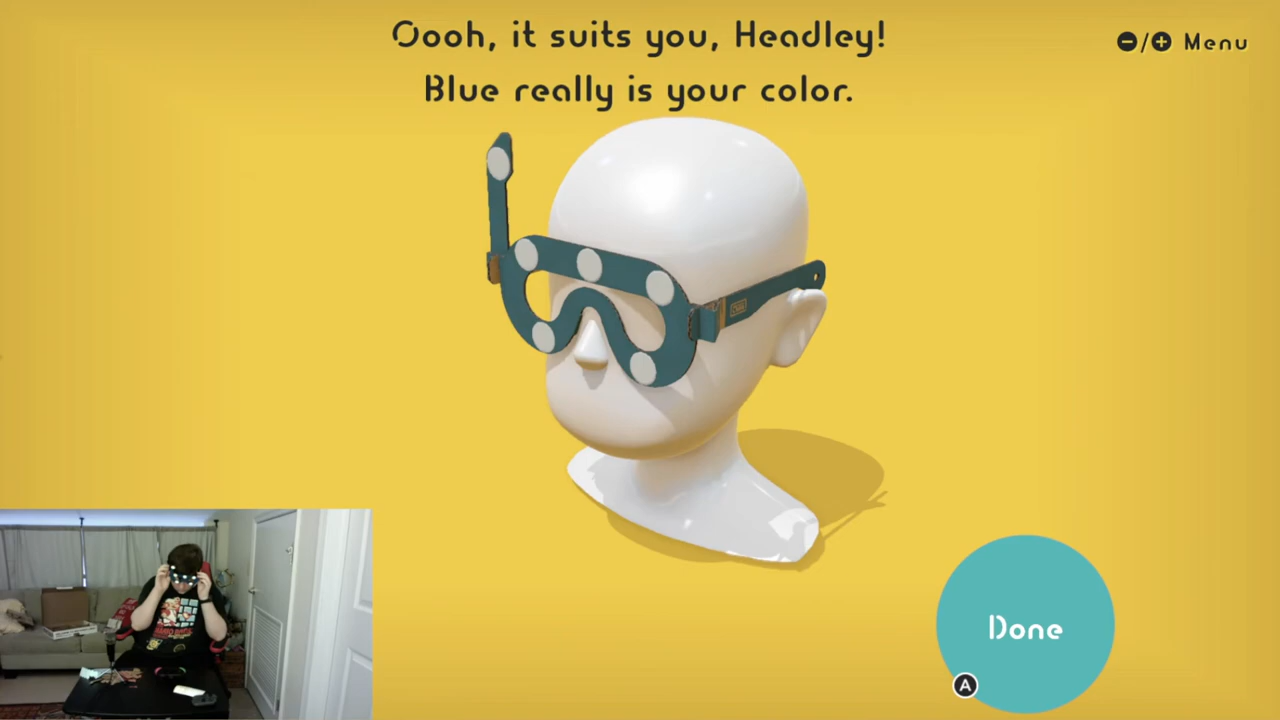 Oooh, it suits you, Headley!
Blue really is your color.
-/+ Menu
Done
A